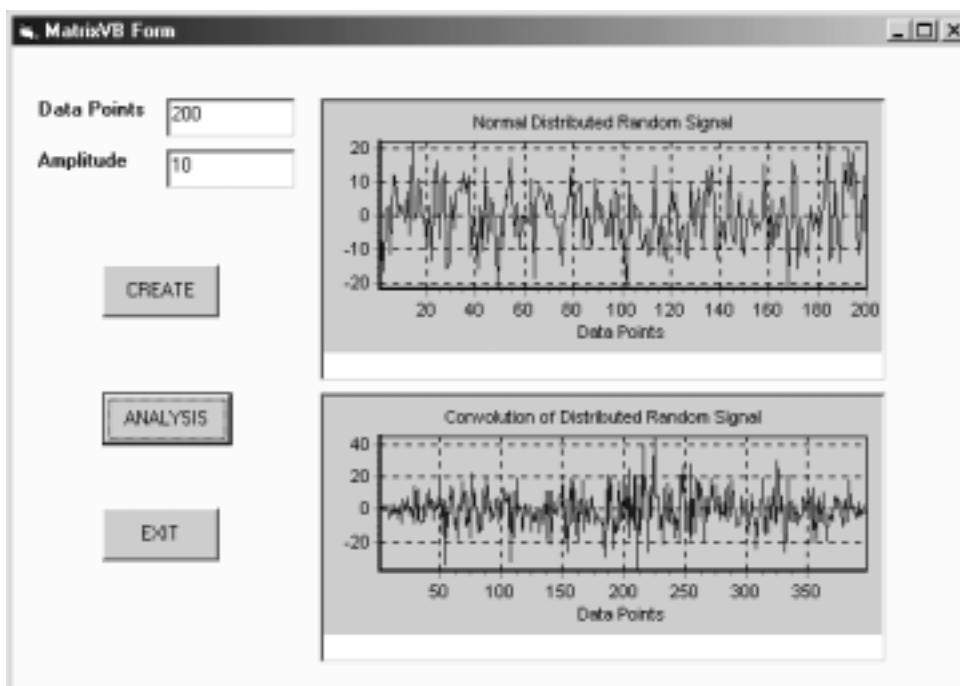 MatrixVB Form
Data Points
200
Amplitude
10
CREATE
ANALYSIS
EXIT
Normal Distributed Random Signal
20
10
0
-10
-20
20 40 60 80 100 120 140 160 180 200
Data Points
Convolution of Distributed Random Signal
40
20
0
-20
50 100 150 200 250 300 350
Data Points